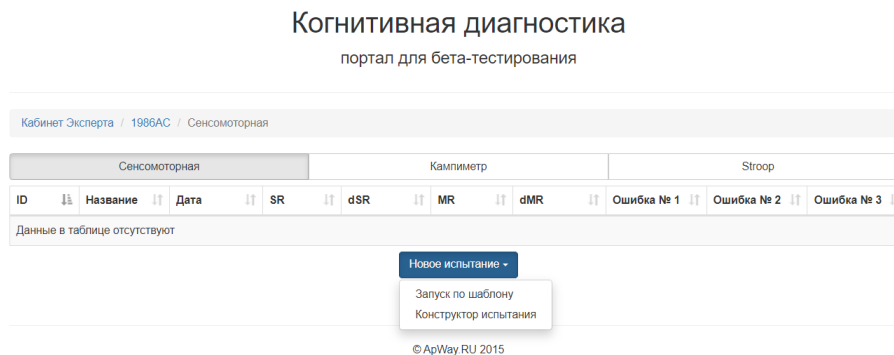 Когнитивная диагностика
портал для бета-тестирования
Кабинет Эксперта / 1986АС / Сенсомоторная
Сенсомоторная Кампиметр Stroop
ID Название Дата SR dSR MR dMR Ошибка № 1 Ошибка № 2 Ошибка № 3
Данные в таблице отсутствуют
Новое испытание
Запуск по шаблону
Конструктор испытания
© ApWay.RU 2015